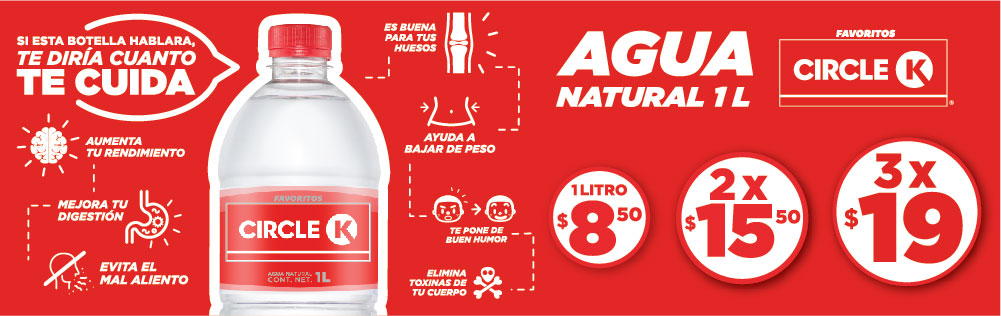 SI ESTA BOTELLA HABLARA,
TE DIRÍA CUANTO
TE CUIDA
AUMENTA
TU RENDIMIENTO
MEJORA TU
DIGESTIÓN
EVITA EL
MAL ALIENTO
FAVORITOS
CIRCLE K
AGUA NATURAL
CONT. NET. 1L
ES BUENA
PARA TUS
HUESOS
AYUDA A
BAJAR DE PESO
TE PONE DE
BUEN HUMOR
ELIMINA
TOXINAS DE
TU CUERPO
AGUA
NATURAL 1 L
FAVORITOS
CIRCLE K
®
1 LITRO
$8.50
2 X
$15.50
3 X
$19